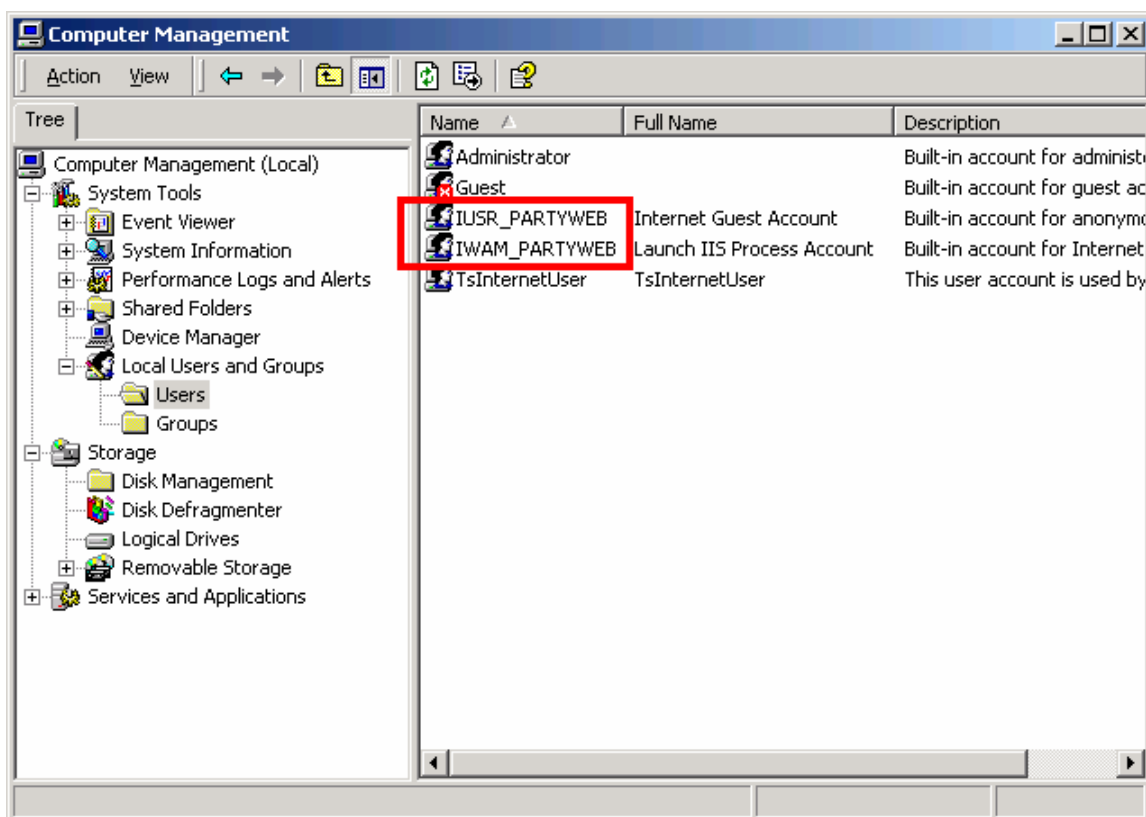 Computer Management
Action View
Tree
Computer Management (Local)
System Tools
Event Viewer
System Information
Performance Logs and Alerts
Shared Folders
Device Manager
Local Users and Groups
Users
Groups
Storage
Disk Management
Disk Defragmenter
Logical Drives
Removable Storage
Services and Applications
Name Full Name Description
Administrator Built-in account for administ
Guest Built-in account for guest ac
IUSR_PARTYWEB Internet Guest Account Built-in account for anonym
IWAM_PARTYWEB Launch IIS Process Account Built-in account for Internet
TsInternetUser TsInternetUser This user account is used by